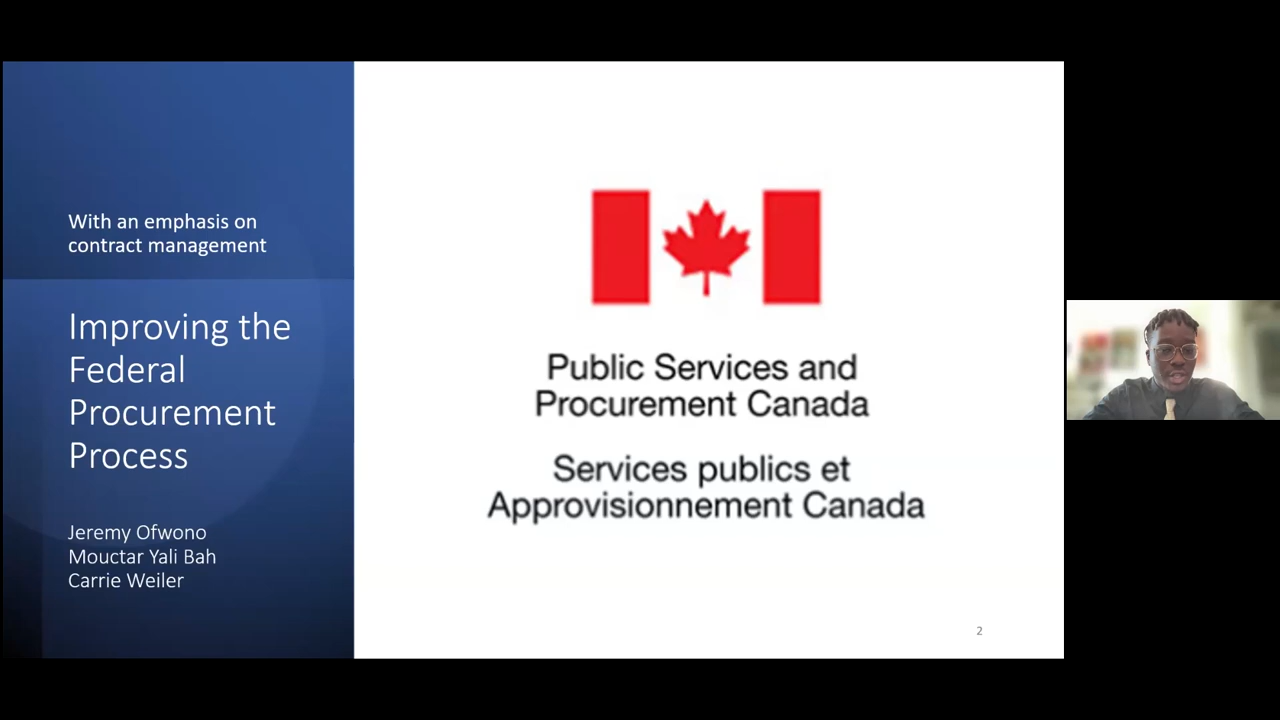 With an emphasis on
contract management
Improving the
Federal
Procurement
Process
Jeremy Ofwono
Mouctar Yali Bah
Carrie Weiler
Public Services and
Procurement Canada
Services publics et
Approvisionnement Canada
2